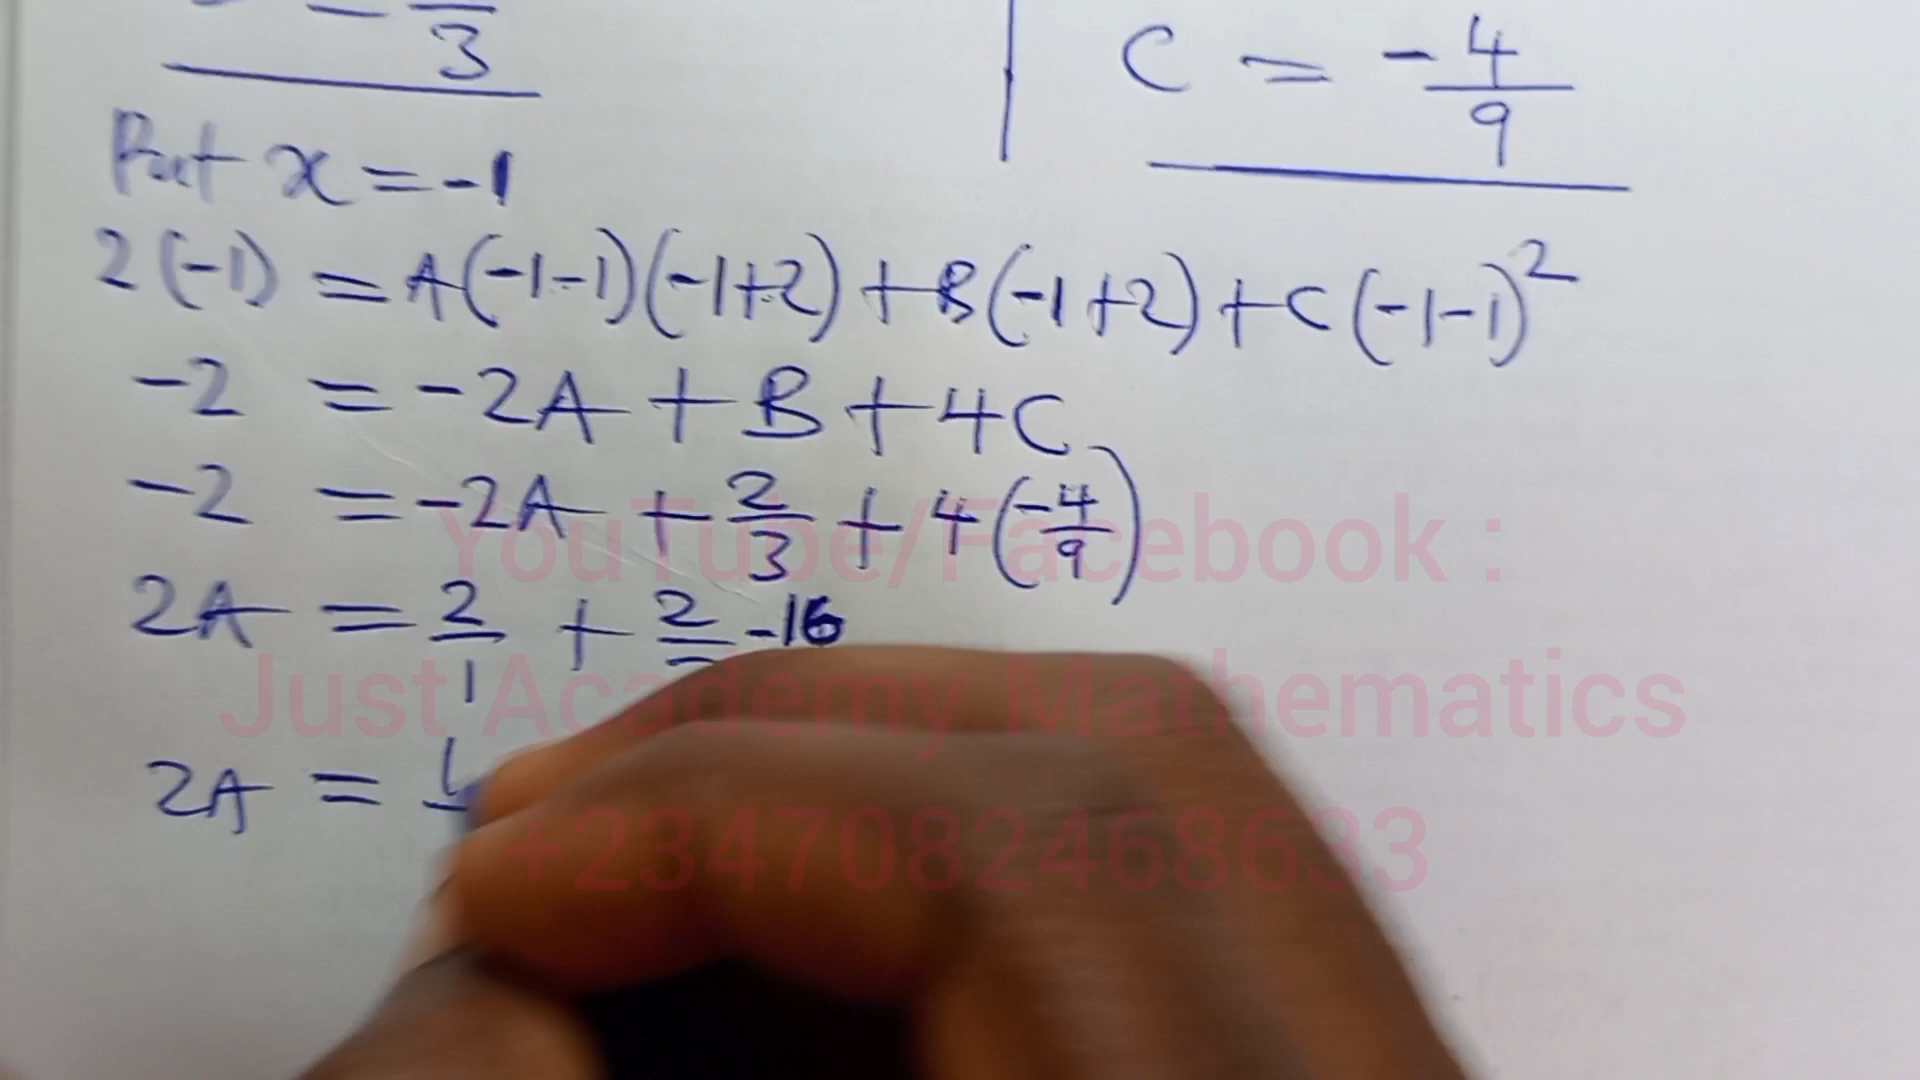 = - /3
C = -4/9
Put x = -1
2(-1) = A(-1-1)(-1+2) + B(-1+2) + C(-1-1)²
-2 = -2A + B + 4C
-2 = -2A + 2/3 + 4(-4/9)
2A = 2/1 + 2/ -16
2A =
YouTube/Facebook :
Just Academy Mathematics
+2347082468633